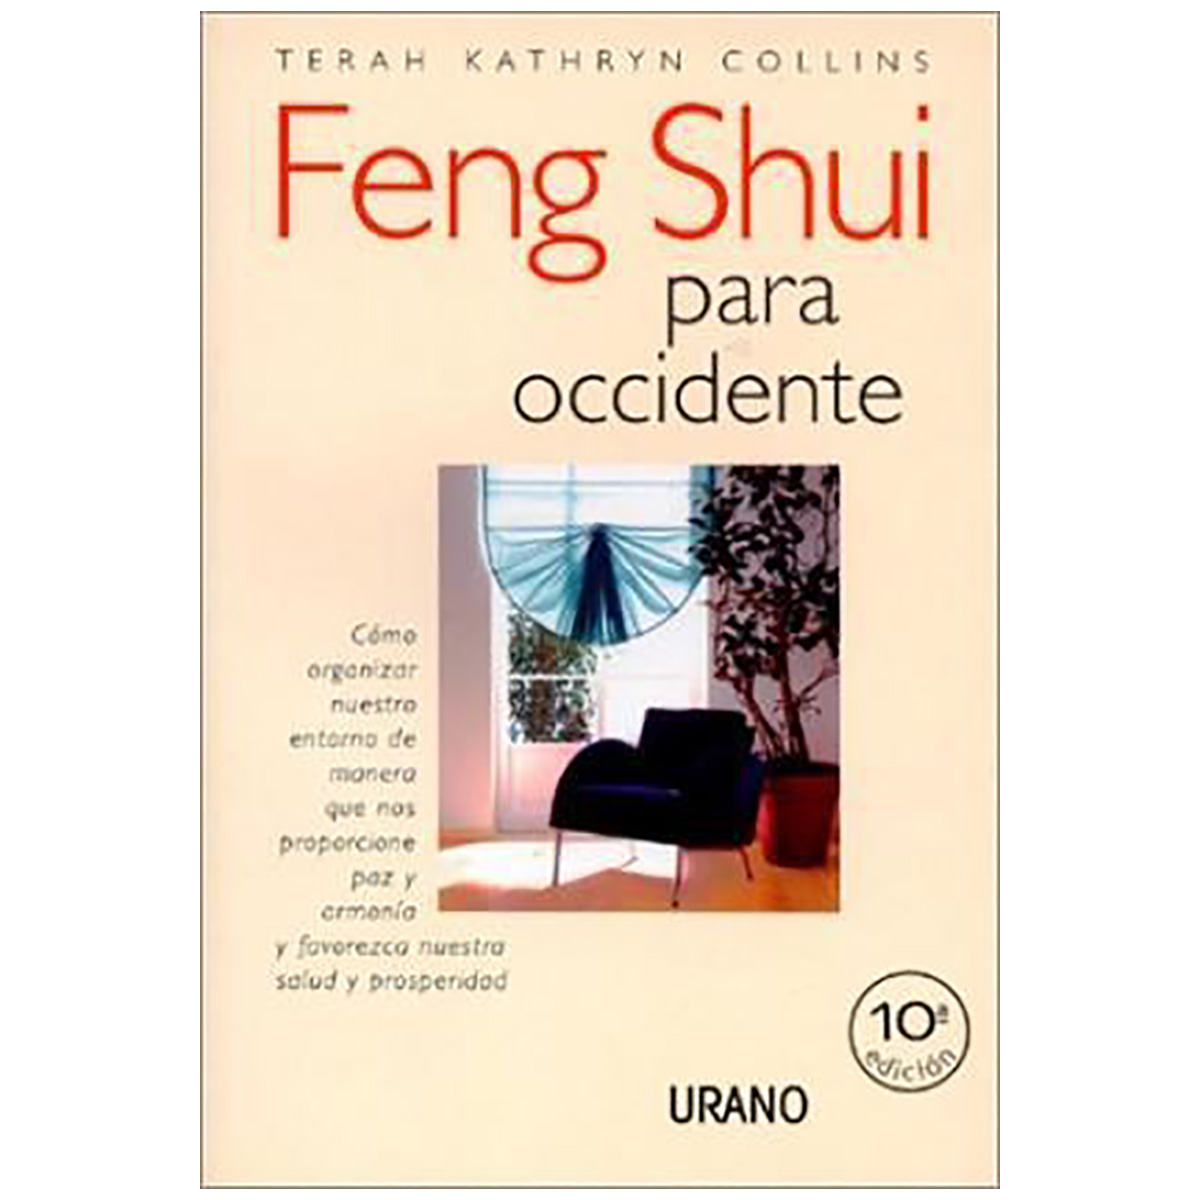 TERAH KATHRYN COLLINS
Feng Shui
para
occidente
Cómo
organizar
nuestro
entorno de
manera
que nos
proporcione
paz y
armonía
y favorezca nuestra
salud y prosperidad
10ª
edición
URANO